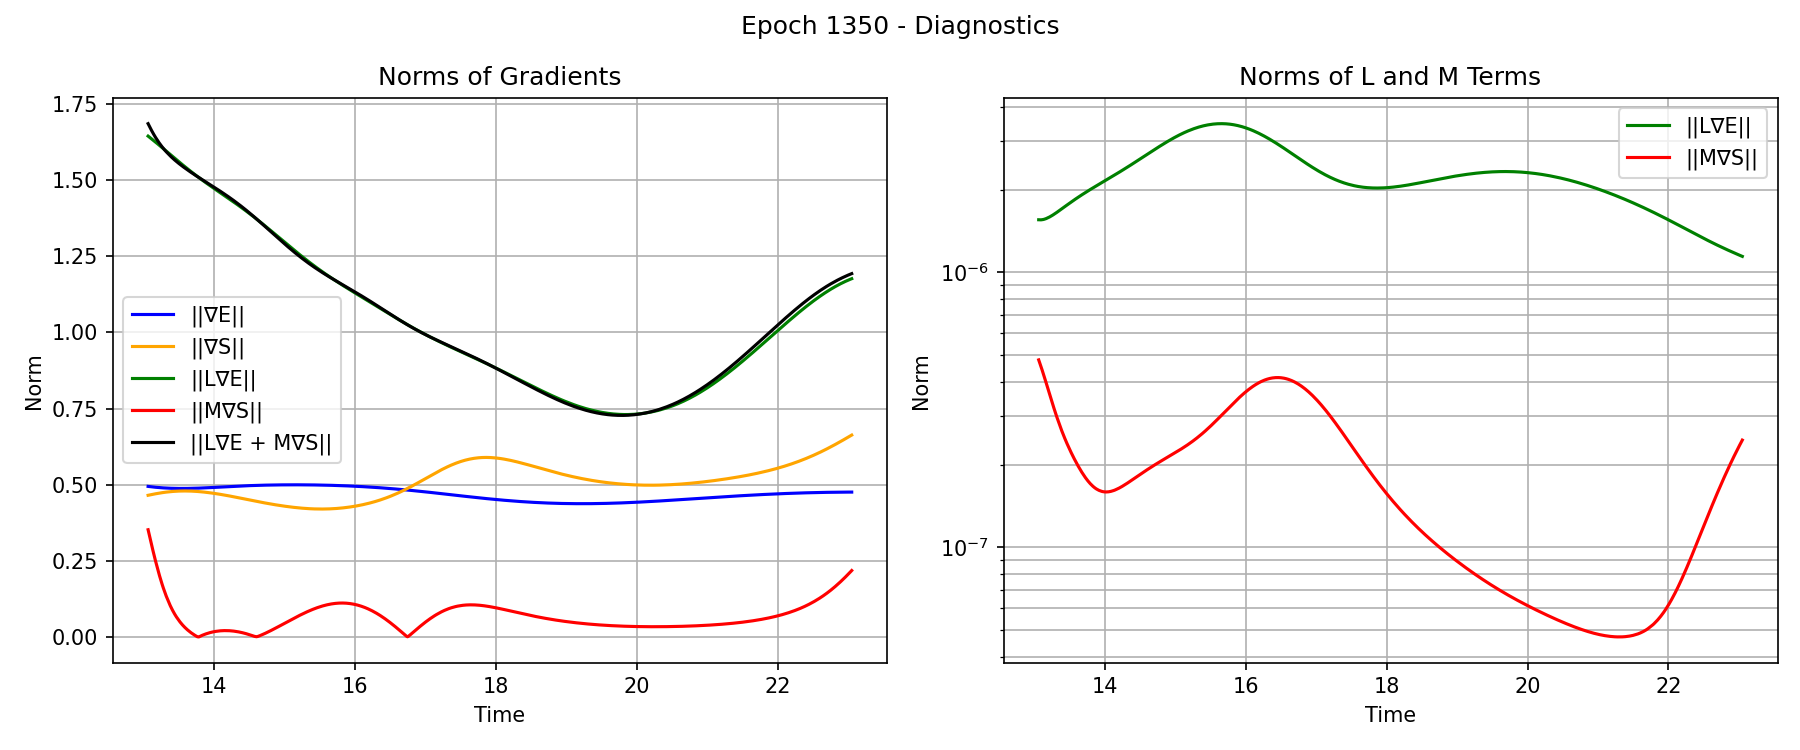 Epoch 1350 - Diagnostics
Norms of Gradients
1.75
1.50
1.25
1.00
0.75
0.50
0.25
0.00
Norm
||∇E||
||∇S||
||L∇E||
||M∇S||
||L∇E + M∇S||
14
16
18
20
22
Time
Norms of L and M Terms
||L∇E||
||M∇S||
10⁻⁶
10⁻⁷
Norm
14
16
18
20
22
Time